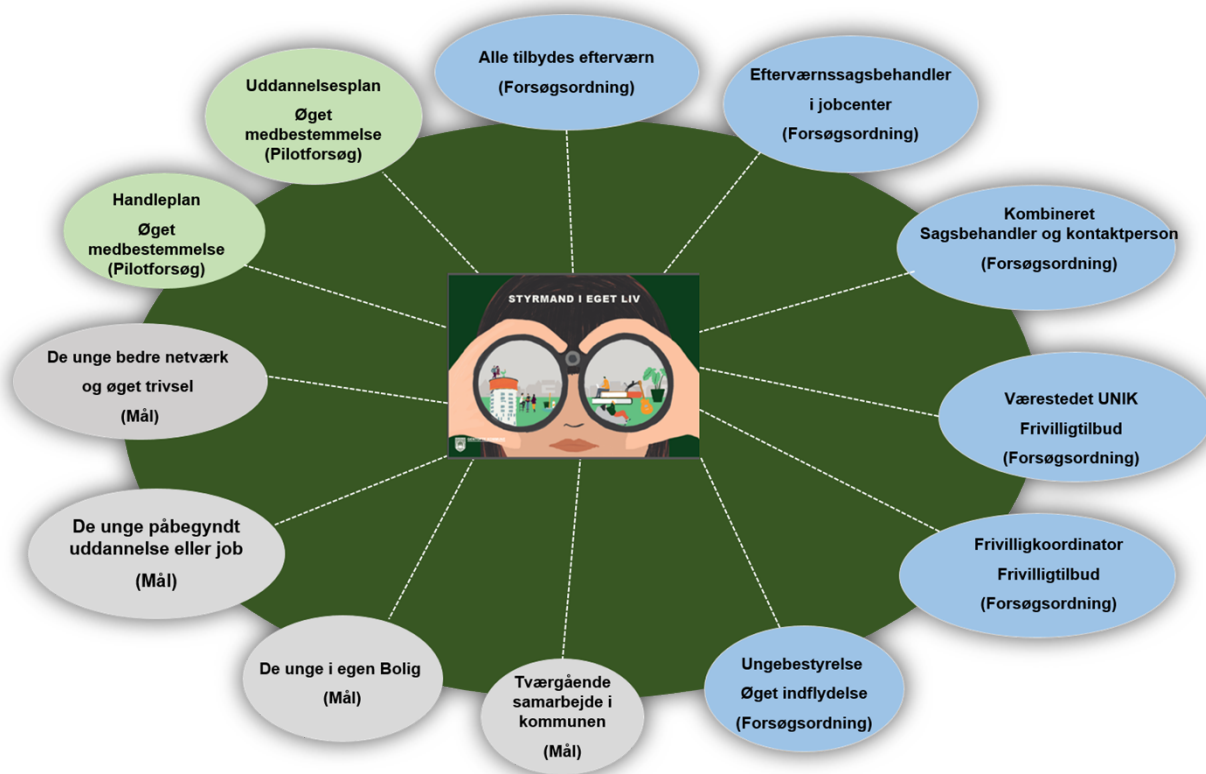 Alle tilbydes efterværn
(Forsøgsordning)
Efterværnssagsbehandler
i jobcenter
(Forsøgsordning)
Kombineret
Sagsbehandler og kontaktperson
(Forsøgsordning)
Værestedet UNIK
Frivilligtilbud
(Forsøgsordning)
Frivilligkoordinator
Frivilligtilbud
(Forsøgsordning)
Ungebestyrelse
Øget indflydelse
(Forsøgsordning)
Tværgående
samarbejde i
kommunen
(Mål)
De unge i egen Bolig
(Mål)
De unge påbegyndt
uddannelse eller job
(Mål)
De unge bedre netværk
og øget trivsel
(Mål)
Handleplan
Øget
medbestemmelse
(Pilotforsøg)
Uddannelsesplan
Øget
medbestemmelse
(Pilotforsøg)
STYRMAND I EGET LIV